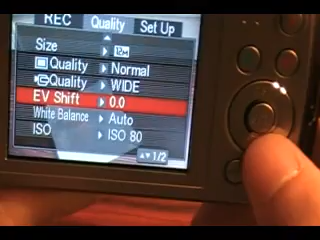 REC Quality Set Up
Size 12M
Quality Normal
Quality WIDE
EV Shift 0.0
White Balance Auto
ISO ISO 80
1/2